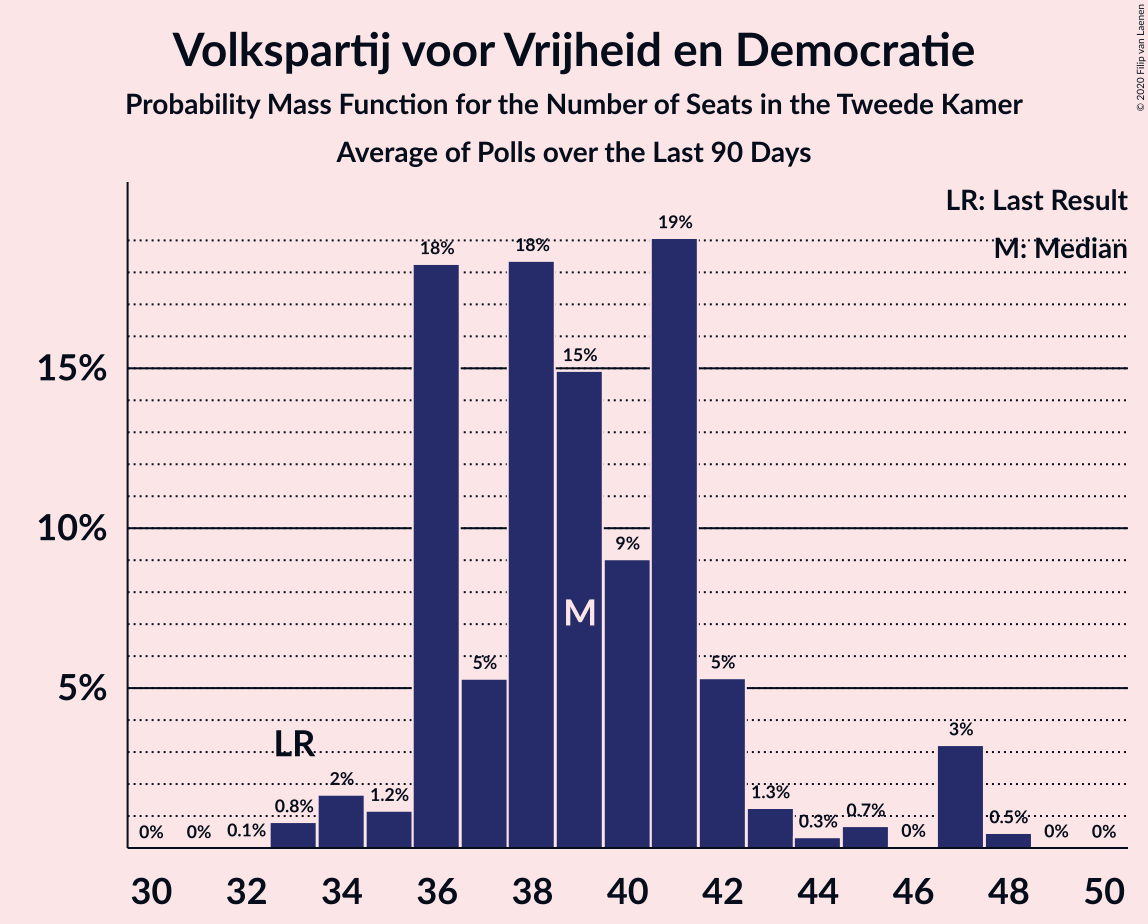 Volkspartij voor Vrijheid en Democratie
Probability Mass Function for the Number of Seats in the Tweede Kamer
Average of Polls over the Last 90 Days
© 2020 Filip van Laenen
LR: Last Result
M: Median
15%
10%
5%
0%
0%
0.1%
0.8%
2%
1.2%
18%
5%
18%
15%
9%
19%
5%
1.3%
0.3%
0.7%
0%
3%
0.5%
0%
0%
LR
M
30 32 34 36 38 40 42 44 46 48 50